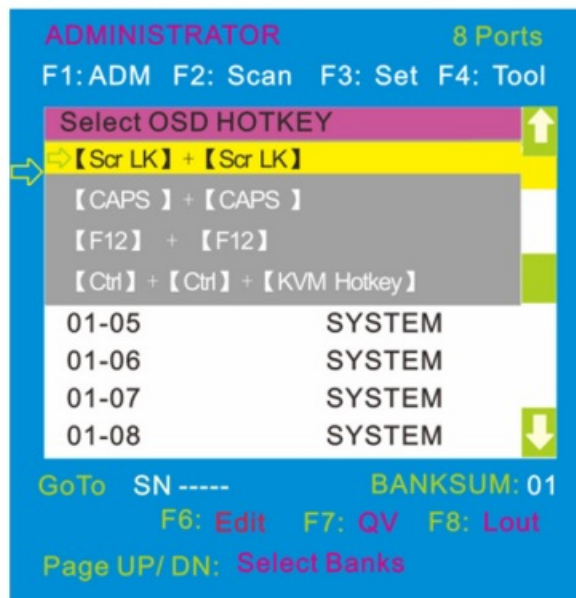 ADMINISTRATOR 8 Ports
F1: ADM F2: Scan F3: Set F4: Tool
Select OSD HOTKEY
【Scr LK】 + 【Scr LK】
【CAPS 】 + 【CAPS 】
【F12】 + 【F12】
【Ctrl】 + 【Ctrl】 + 【KVM Hotkey】
01-05 SYSTEM
01-06 SYSTEM
01-07 SYSTEM
01-08 SYSTEM
GoTo SN ----- BANKSUM: 01
F6: Edit F7: QV F8: Lout
Page UP/ DN: Select Banks